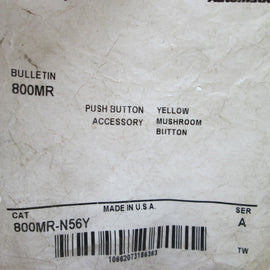 BULLETIN
800MR
PUSH BUTTON YELLOW
ACCESSORY MUSHROOM
BUTTON
MADE IN U.S.A.
CAT SER
800MR-N56Y A
TW